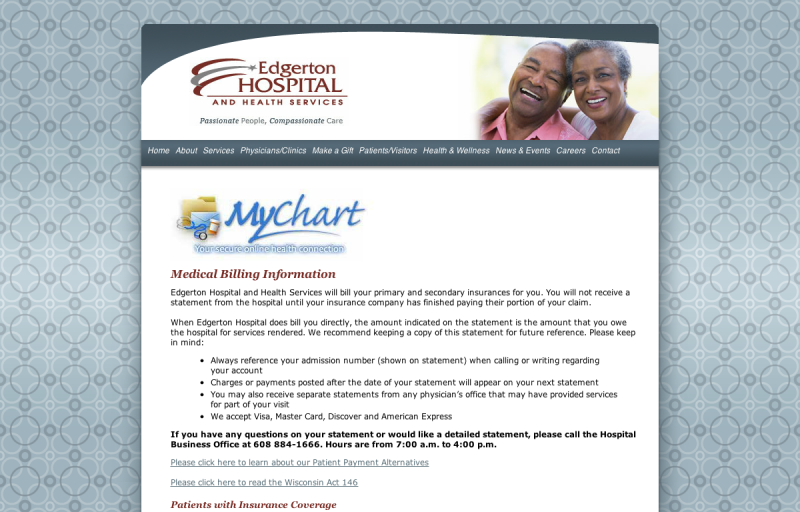 Edgerton
HOSPITAL
AND HEALTH SERVICES
Passionate People, Compassionate Care
Home About Services Physicians/Clinics Make a Gift Patients/Visitors Health & Wellness News & Events Careers Contact
MyChart
Your secure online health connection
Medical Billing Information
Edgerton Hospital and Health Services will bill your primary and secondary insurances for you. You will not receive a
statement from the hospital until your insurance company has finished paying their portion of your claim.
When Edgerton Hospital does bill you directly, the amount indicated on the statement is the amount that you owe
the hospital for services rendered. We recommend keeping a copy of this statement for future reference. Please keep
in mind:
• Always reference your admission number (shown on statement) when calling or writing regarding
your account
• Charges or payments posted after the date of your statement will appear on your next statement
• You may also receive separate statements from any physician's office that may have provided services
for part of your visit
• We accept Visa, Master Card, Discover and American Express
If you have any questions on your statement or would like a detailed statement, please call the Hospital
Business Office at 608 884-1666. Hours are from 7:00 a.m. to 4:00 p.m.
Please click here to learn about our Patient Payment Alternatives
Please click here to read the Wisconsin Act 146
Patients with Insurance Coverage